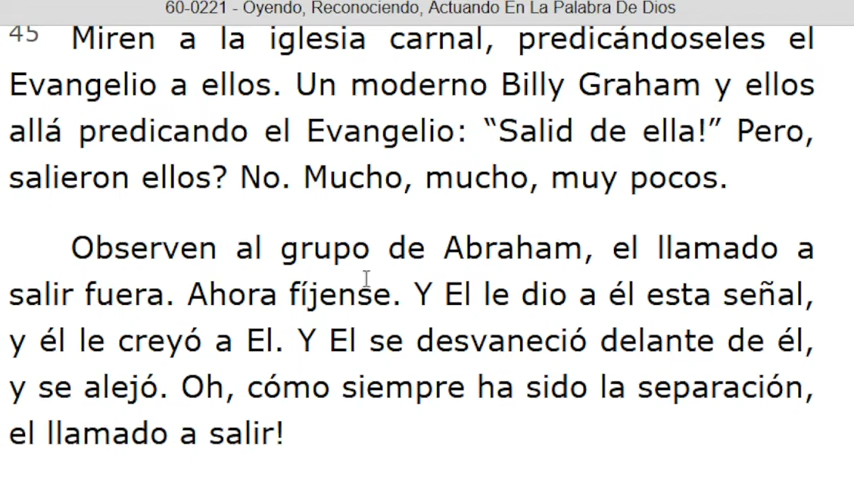 60-0221 - Oyendo, Reconociendo, Actuando En La Palabra De Dios
45 Miren a la iglesia carnal, predicándoseles el
Evangelio a ellos. Un moderno Billy Graham y ellos
allá predicando el Evangelio: “Salid de ella!” Pero,
salieron ellos? No. Mucho, mucho, muy pocos.
Observen al grupo de Abraham, el llamado a
salir fuera. Ahora fíjense. Y El le dio a él esta señal,
y él le creyó a El. Y El se desvaneció delante de él,
y se alejó. Oh, cómo siempre ha sido la separación,
el llamado a salir!